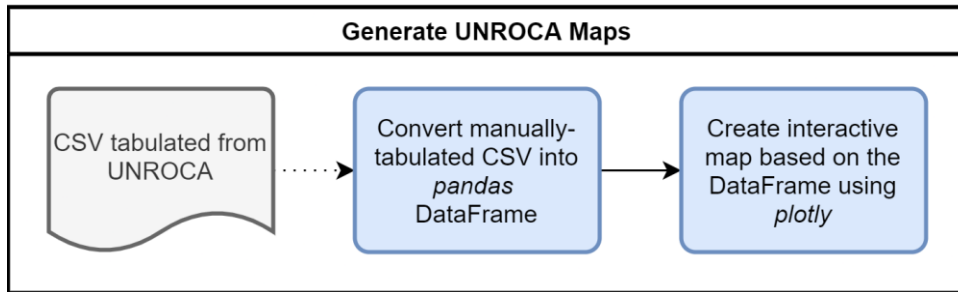 Generate UNROCA Maps
CSV tabulated from
UNROCA
Convert manually-
tabulated CSV into
pandas
DataFrame
Create interactive
map based on the
DataFrame using
plotly